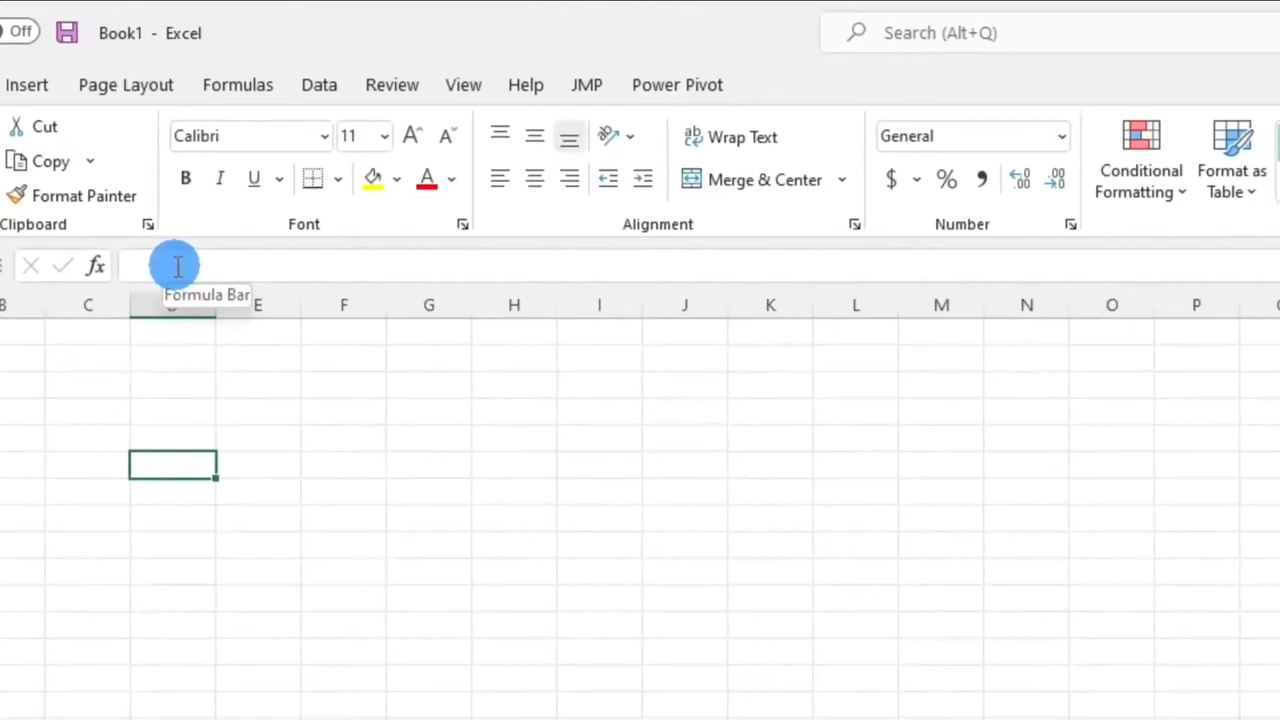 Off Book1 - Excel Search (Alt+Q)
Insert Page Layout Formulas Data Review View Help JMP Power Pivot
Cut Calibri 11 Wrap Text General
Copy B I U A Merge & Center $ % Conditional Formatting Format as Table
Format Painter
Clipboard Font Alignment Number
fx
Formula Bar
B C E F G H I J K L M N O P